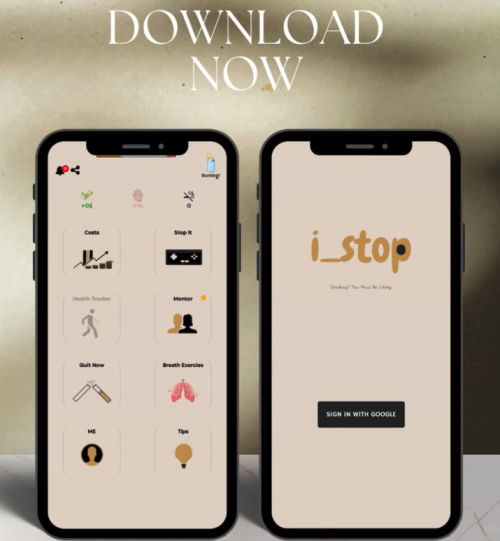 DOWNLOAD
NOW
Burning!
+0$
0%
0
Costs
Stop It
Health Tracker
Mentor
Quit Now
Breath Exercies
ME
Tips
i_stop
Smoking? You Must Be Joking
SIGN IN WITH GOOGLE